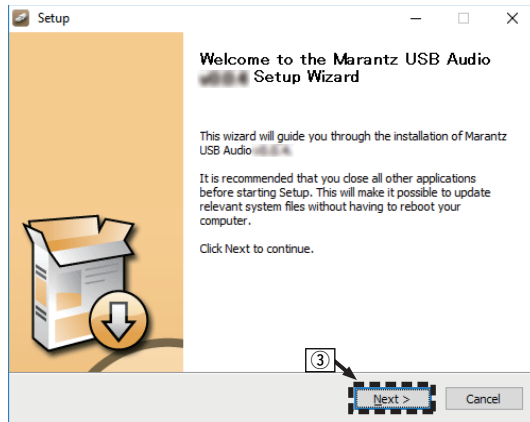 Setup
Welcome to the Marantz USB Audio
Setup Wizard
This wizard will guide you through the installation of Marantz
USB Audio
It is recommended that you close all other applications
before starting Setup. This will make it possible to update
relevant system files without having to reboot your
computer.
Click Next to continue.
③
Next >
Cancel